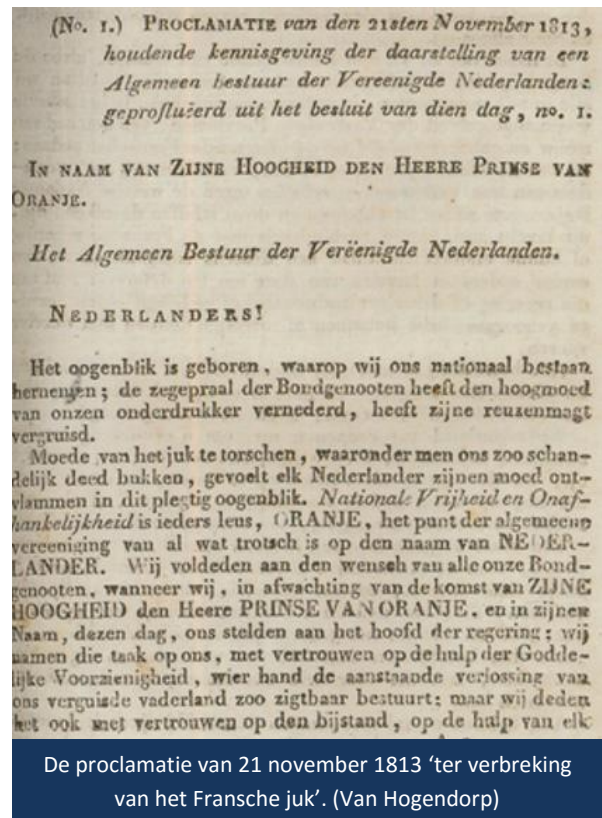 (No. 1.) PROCLAMATIE van den 21sten November 1813,
houdende kennisgeving der daarstelling van een
Algemeen bestuur der Vereenigde Nederlanden:
geproflueerd uit het besluit van dien dag, no. 1.
IN NAAM VAN ZIJNE HOOGHEID DEN HEERE PRINSE VAN
ORANJE.
Het Algemeen Bestuur der Veréenigde Nederlanden.
NEDERLANDERS!
Het oogenblik is geboren, waarop wij ons nationaal bestaan
hernemen; de zegepraal der Bondgenooten heeft den hoogmoed
van onzen onderdrukker vernederd, heeft zijne reuzenmagt
vergruisd.
Moede van het juk te torschen, waaronder men ons zoo schan-
delijk deed bukken, gevoelt elk Nederlander zijnen moed ont-
vlammen in dit plegtig oogenblik. Nationale Vrijheid en Onaf-
hankelijkheid is ieders leus, ORANJE, het punt der algemeene
vereeniging van al wat trotsch is op den naam van NEDER-
LANDER. Wij voldeden aan den wensch van alle onze Bond-
genooten, wanneer wij, in afwachting van de komst van ZIJNE
HOOGHEID den Heere PRINSE VAN ORANJE, en in zijnen
Naam, dezen dag, ons stelden aan het hoofd der regering; wij
namen die taak op ons, met vertrouwen op de hulp der Godde-
lijke Voorzienigheid, wier hand de aanstaande verlossing van
ons verguisde vaderland zoo zigtbaar bestuurt; maar wij deden
het ook met vertrouwen op den bijstand, op de hulp van elk
De proclamatie van 21 november 1813 ‘ter verbreking
van het Fransche juk’. (Van Hogendorp)